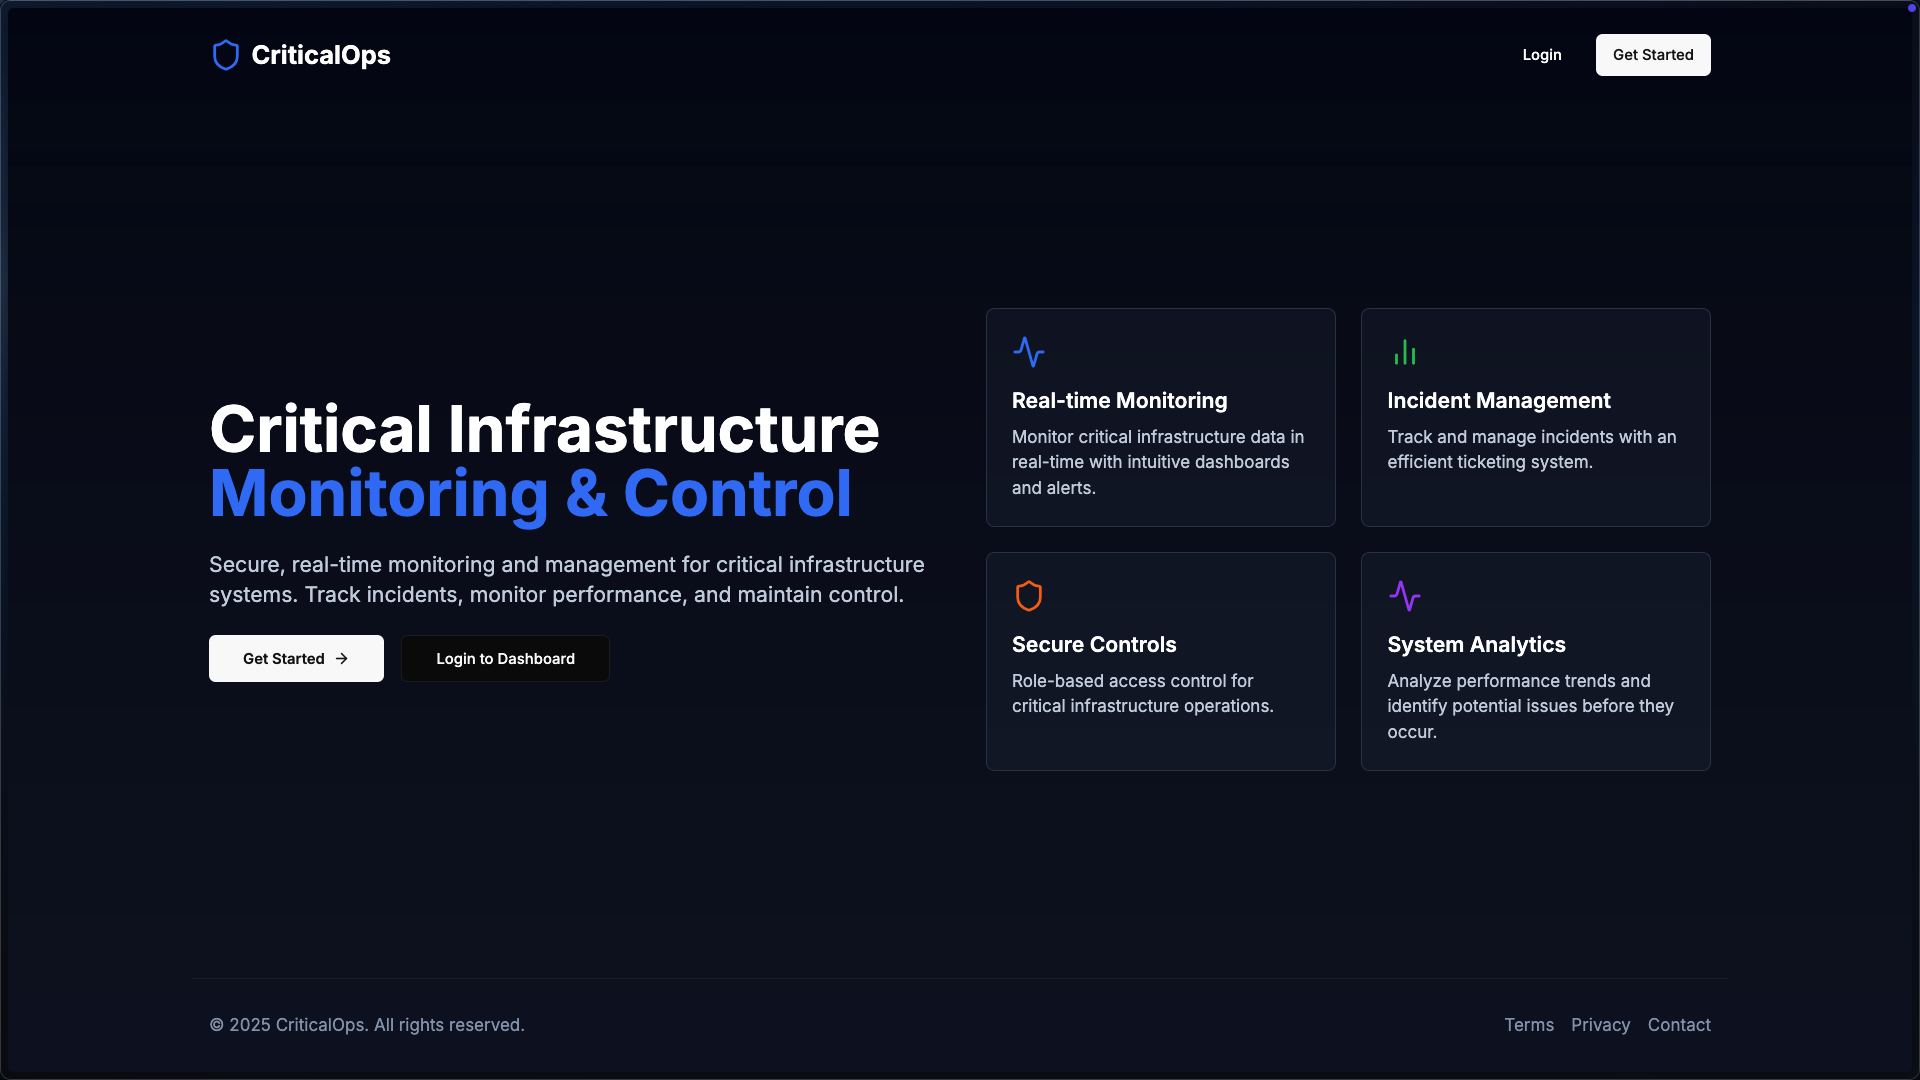 CriticalOps
Login
Get Started
Critical Infrastructure
Monitoring & Control
Secure, real-time monitoring and management for critical infrastructure
systems. Track incidents, monitor performance, and maintain control.
Get Started
Login to Dashboard
Real-time Monitoring
Monitor critical infrastructure data in
real-time with intuitive dashboards
and alerts.
Incident Management
Track and manage incidents with an
efficient ticketing system.
Secure Controls
Role-based access control for
critical infrastructure operations.
System Analytics
Analyze performance trends and
identify potential issues before they
occur.
© 2025 CriticalOps. All rights reserved.
Terms
Privacy
Contact